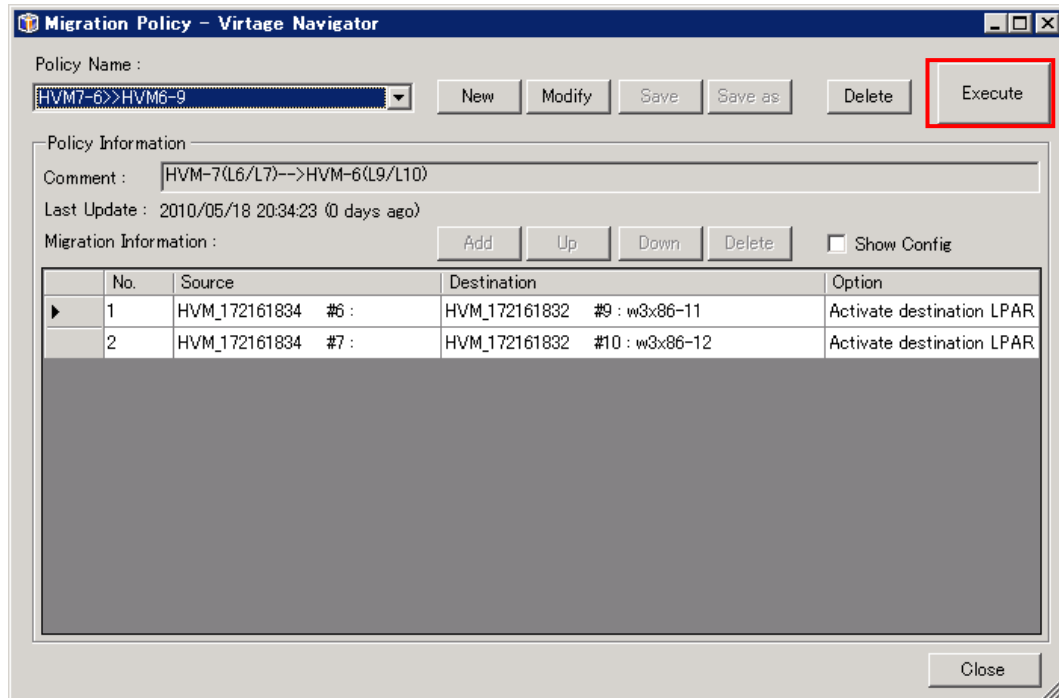 Migration Policy - Virtage Navigator
Policy Name :
HVM7-6>>HVM6-9 New Modify Save Save as Delete Execute
Policy Information
Comment : HVM-7(L6/L7)-->HVM-6(L9/L10)
Last Update : 2010/05/18 20:34:23 (0 days ago)
Migration Information : Add Up Down Delete Show Config
No. Source Destination Option
1 HVM_172161834 #6 : HVM_172161832 #9 : w3x86-11 Activate destination LPAR
2 HVM_172161834 #7 : HVM_172161832 #10 : w3x86-12 Activate destination LPAR
Close